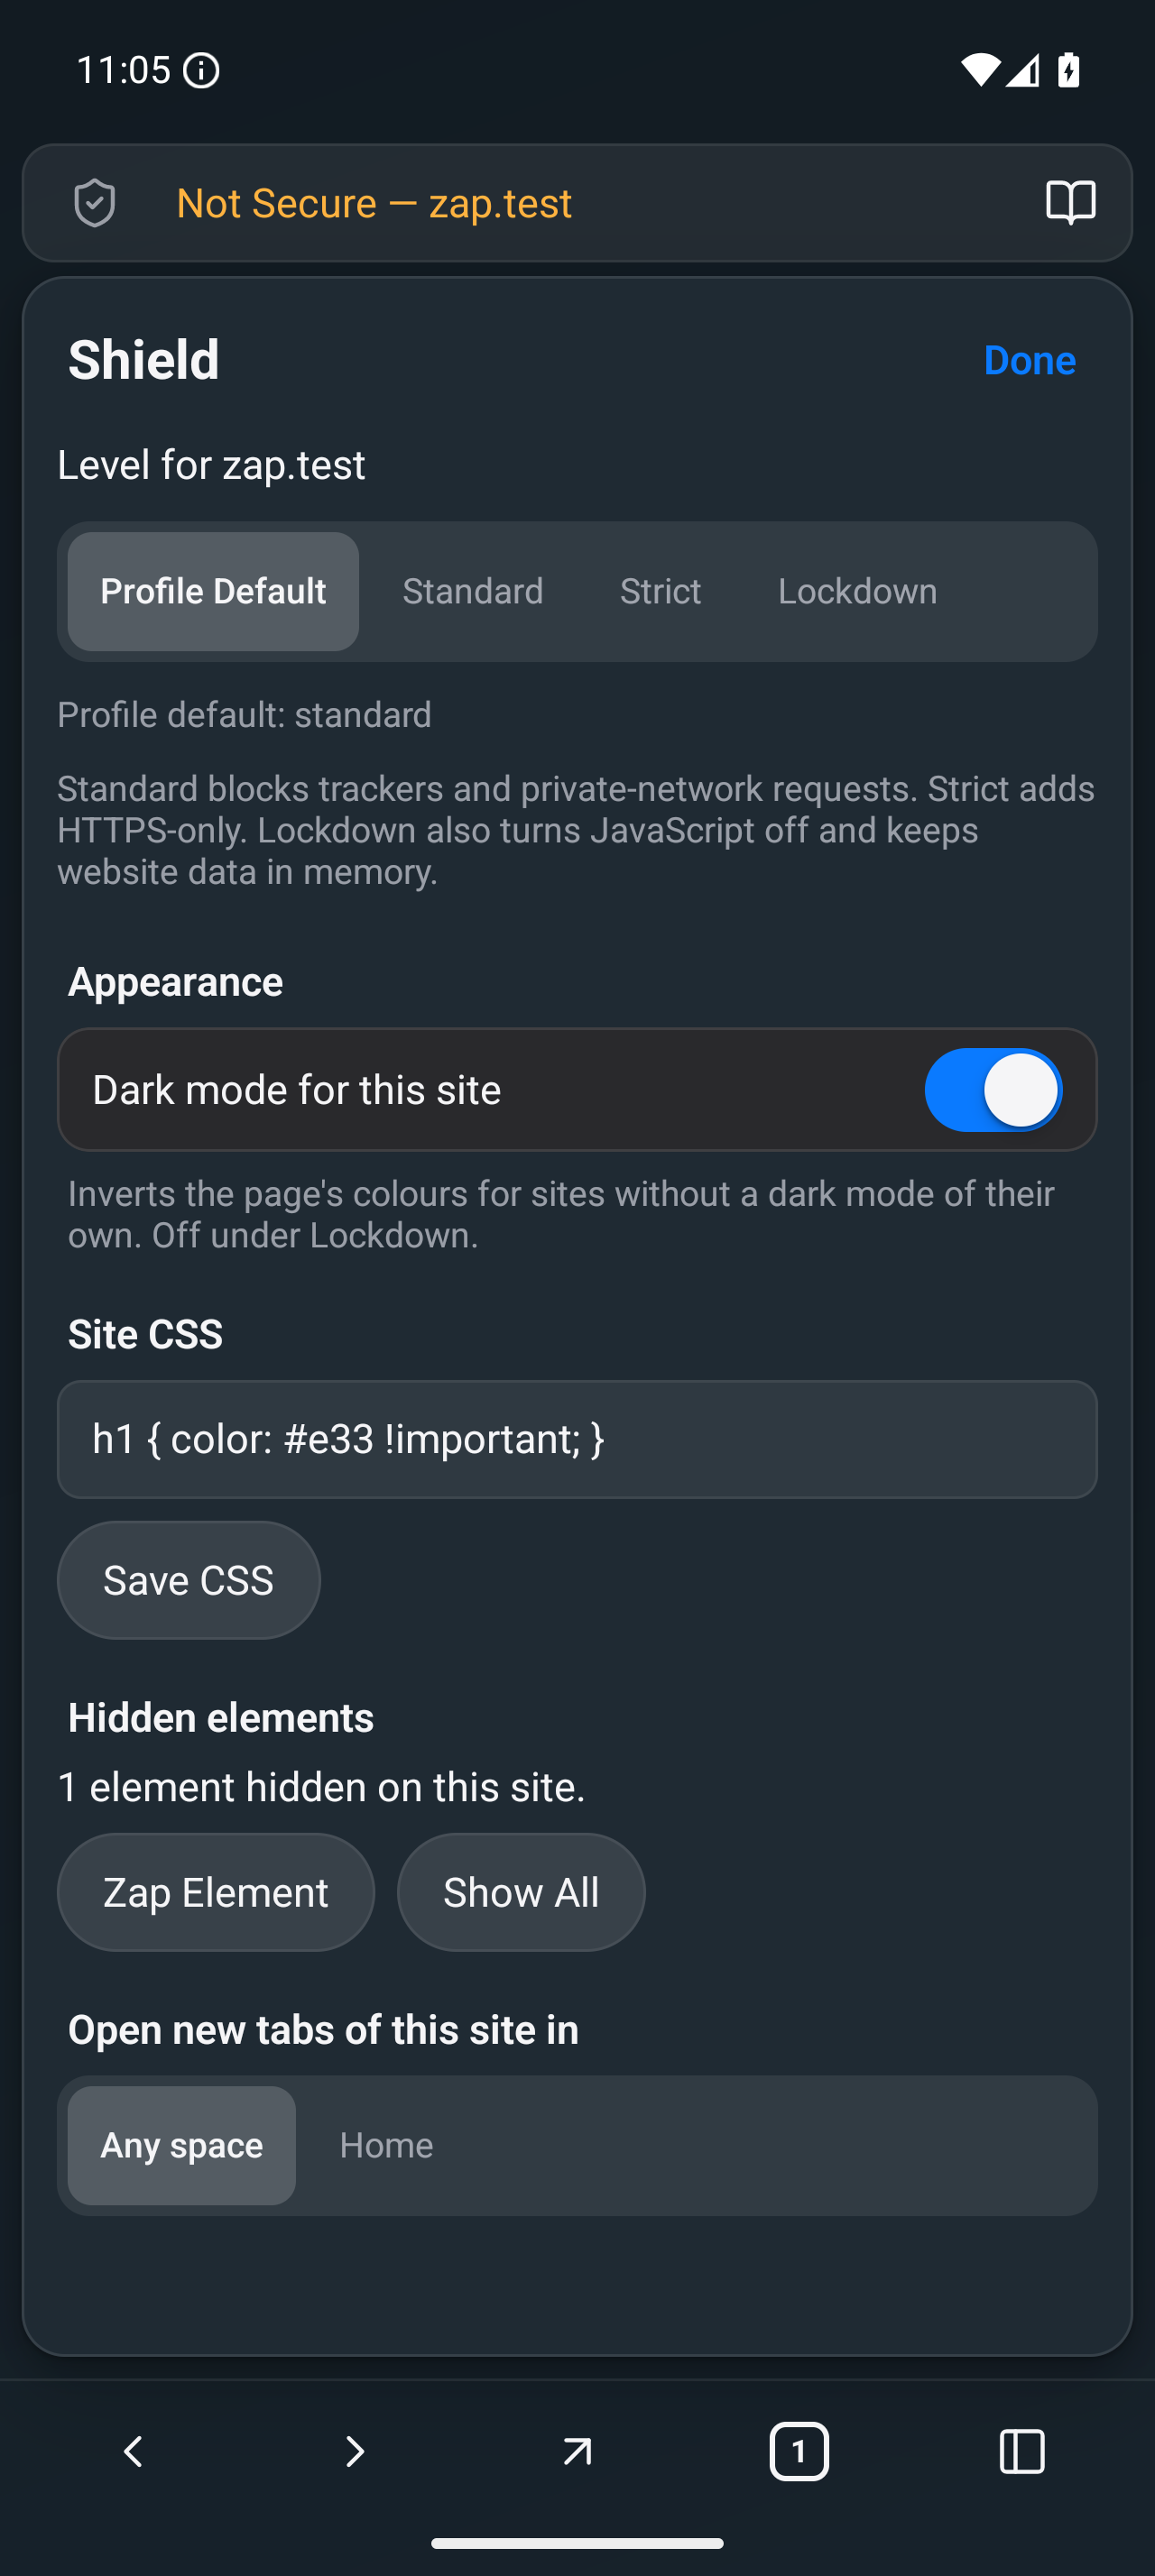 11:05
Not Secure — zap.test
Shield
Done
Level for zap.test
Profile Default
Standard
Strict
Lockdown
Profile default: standard
Standard blocks trackers and private-network requests. Strict adds
HTTPS-only. Lockdown also turns JavaScript off and keeps
website data in memory.
Appearance
Dark mode for this site
Inverts the page's colours for sites without a dark mode of their
own. Off under Lockdown.
Site CSS
h1 { color: #e33 !important; }
Save CSS
Hidden elements
1 element hidden on this site.
Zap Element
Show All
Open new tabs of this site in
Any space
Home
1